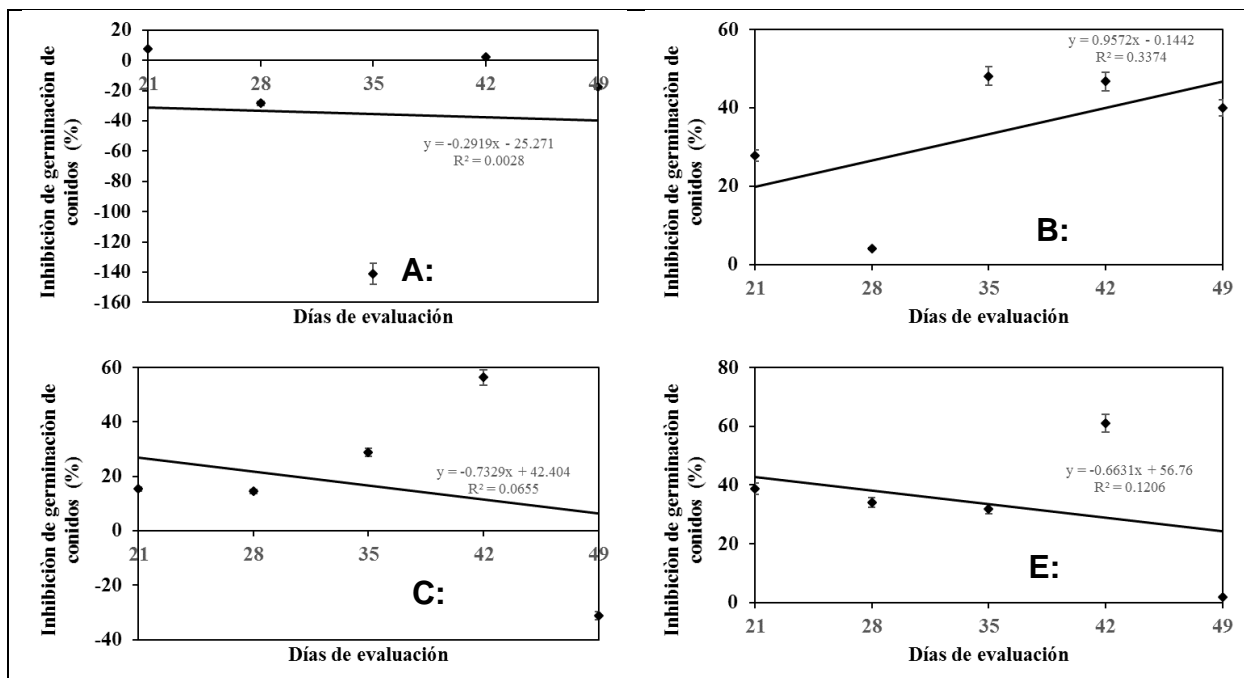 Inhibiciòn de germinación de
conidos (%)
20
0
-20
-40
-60
-80
-100
-120
-140
-160
21
28
35
42
49
y = -0.2919x - 25.271
R² = 0.0028
A:
Días de evaluación
Inhibiciòn de germinación de
conidos (%)
60
40
20
0
21
28
35
42
49
y = 0.9572x - 0.1442
R² = 0.3374
B:
Días de evaluación
Inhibiciòn de germinación de
conidos (%)
60
40
20
0
-20
-40
21
28
35
42
49
y = -0.7329x + 42.404
R² = 0.0655
C:
Días de evaluación
Inhibiciòn de germinación de
conidos (%)
80
60
40
20
0
21
28
35
42
49
y = -0.6631x + 56.76
R² = 0.1206
E:
Días de evaluación